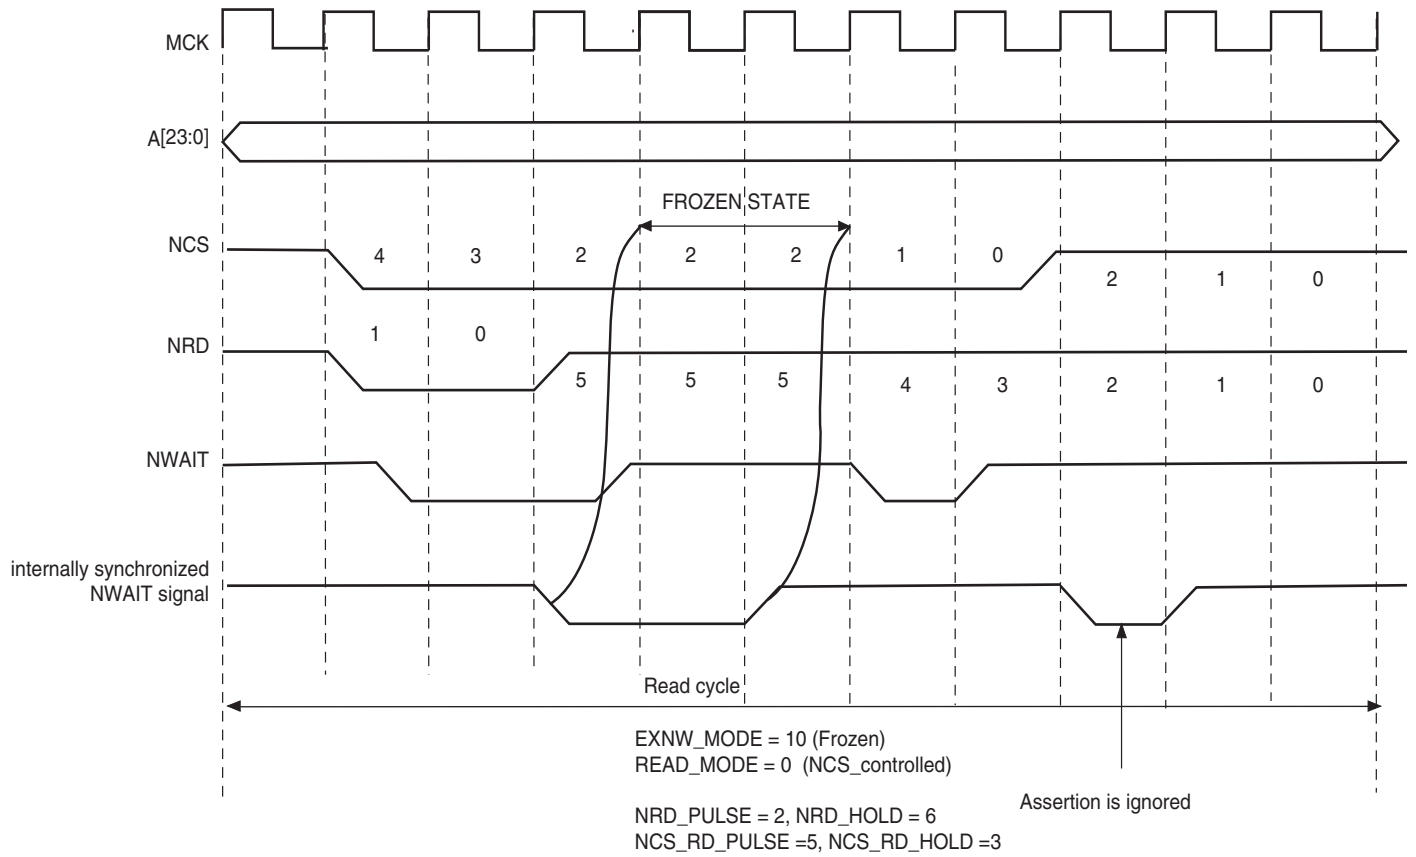 MCK
A[23:0]
FROZEN STATE
NCS
4 3 2 2 2 1 0
2 1 0
1 0
NRD
5 5 5 4 3 2 1 0
NWAIT
internally synchronized
NWAIT signal
Read cycle
EXNW_MODE = 10 (Frozen)
READ_MODE = 0 (NCS_controlled)
Assertion is ignored
NRD_PULSE = 2, NRD_HOLD = 6
NCS_RD_PULSE =5, NCS_RD_HOLD =3